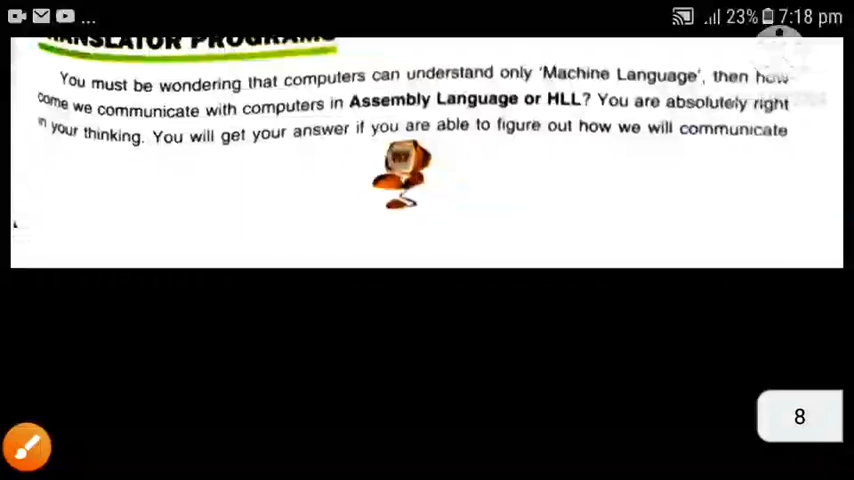 ... 23% 7:18 pm
TRANSLATOR PROGRAMS
You must be wondering that computers can understand only 'Machine Language', then how
come we communicate with computers in Assembly Language or HLL? You are absolutely right
in your thinking. You will get your answer if you are able to figure out how we will communicate
8